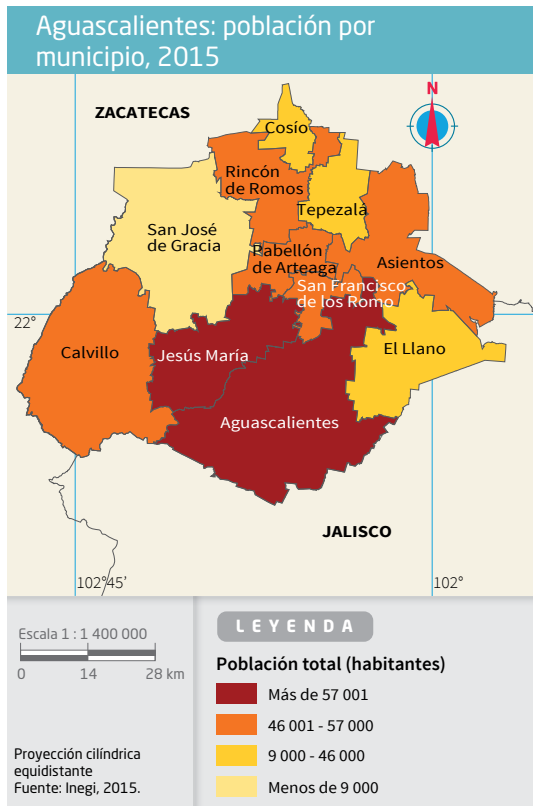 Aguascalientes: población por
municipio, 2015
ZACATECAS
N
Cosío
Rincón
de Romos
Tepezalá
San José
de Gracia
Pabellón
de Arteaga
Asientos
San Francisco
de los Romo
22°
Calvillo
Jesús María
El Llano
Aguascalientes
JALISCO
102°45'
102°
Escala 1 : 1 400 000
0 14 28 km
Proyección cilíndrica
equidistante
Fuente: Inegi, 2015.
LEYENDA
Población total (habitantes)
Más de 57 001
46 001 - 57 000
9 000 - 46 000
Menos de 9 000